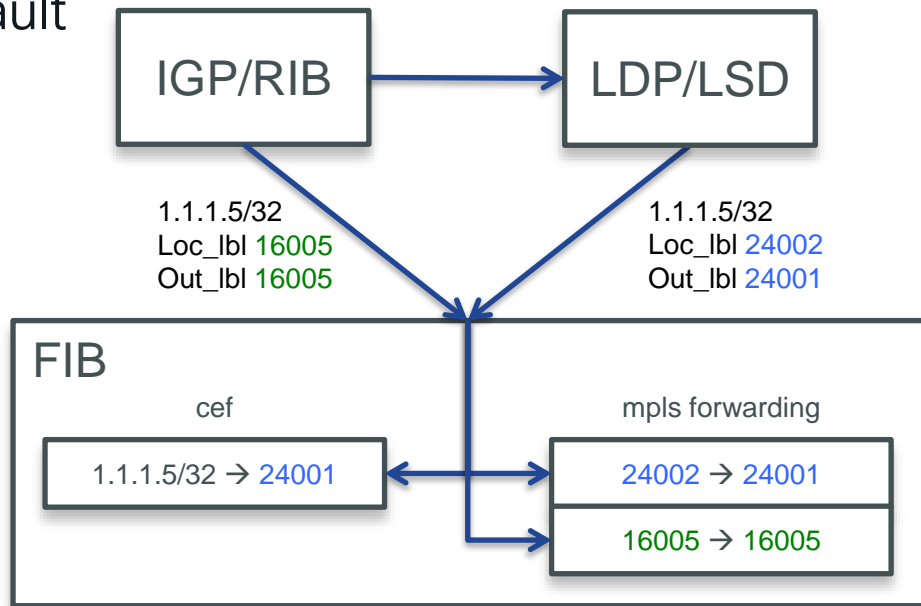 ault
IGP/RIB
LDP/LSD
1.1.1.5/32
Loc_lbl 16005
Out_lbl 16005
1.1.1.5/32
Loc_lbl 24002
Out_lbl 24001
FIB
cef
mpls forwarding
1.1.1.5/32 → 24001
24002 → 24001
16005 → 16005